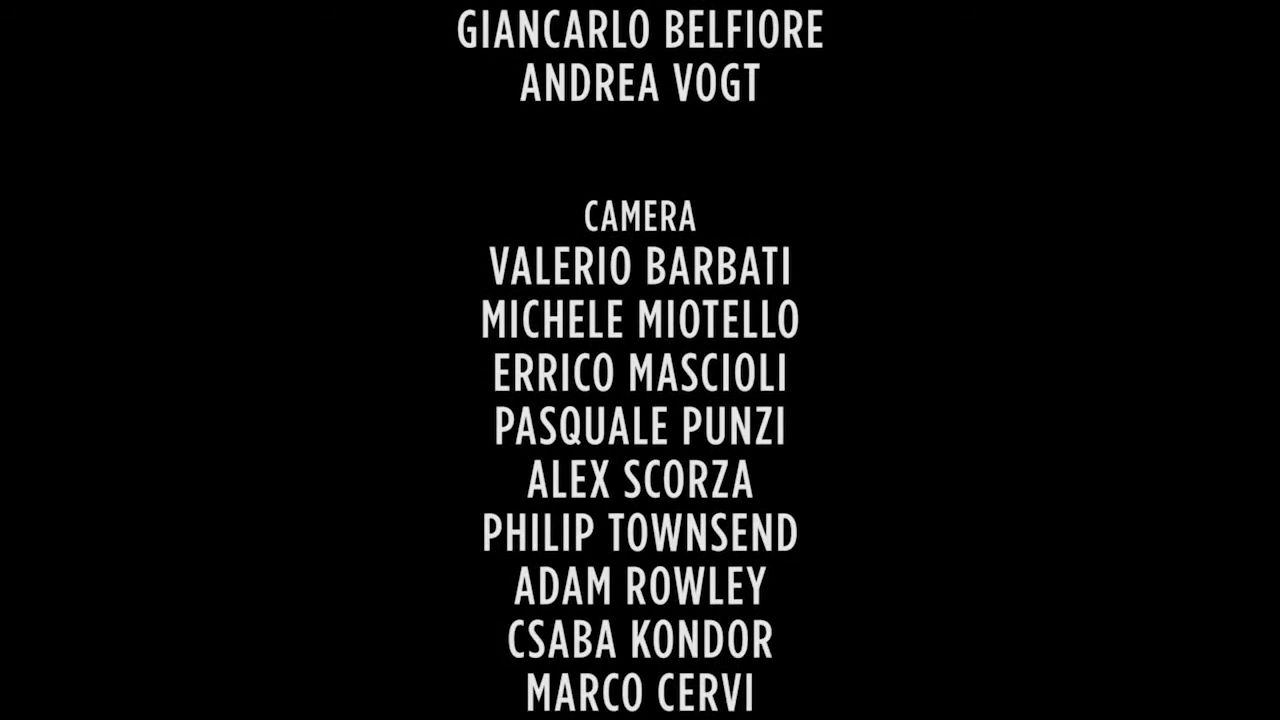 GIANCARLO BELFIORE
ANDREA VOGT
CAMERA
VALERIO BARBATI
MICHELE MIOTELLO
ERRICO MASCIOLI
PASQUALE PUNZI
ALEX SCORZA
PHILIP TOWNSEND
ADAM ROWLEY
CSABA KONDOR
MARCO CERVI